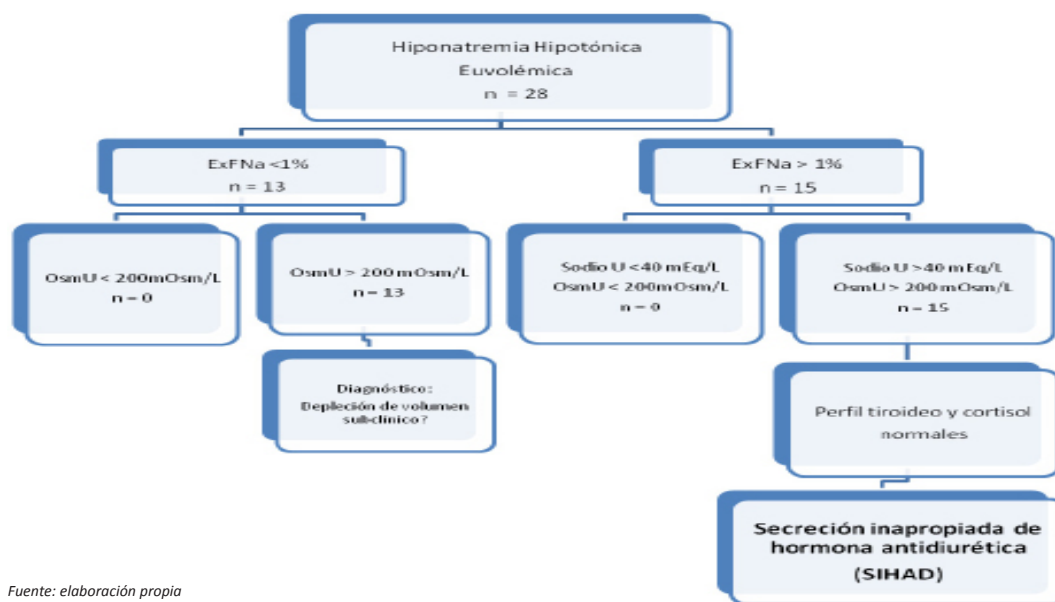 Hiponatremia Hipotónica
Euvolémica
n = 28
ExFNa <1%
n = 13
ExFNa > 1%
n = 15
OsmU < 200mOsm/L
n = 0
OsmU > 200 mOsm/L
n = 13
Sodio U <40 mEq/L
OsmU < 200mOsm/L
n = 0
Sodio U >40 mEq/L
OsmU > 200 mOsm/L
n = 15
Diagnóstico:
Depleción de volumen
subclínico?
Perfil tiroideo y cortisol
normales
Secreción inapropiada de
hormona antidiurética
(SIHAD)
Fuente: elaboración propia